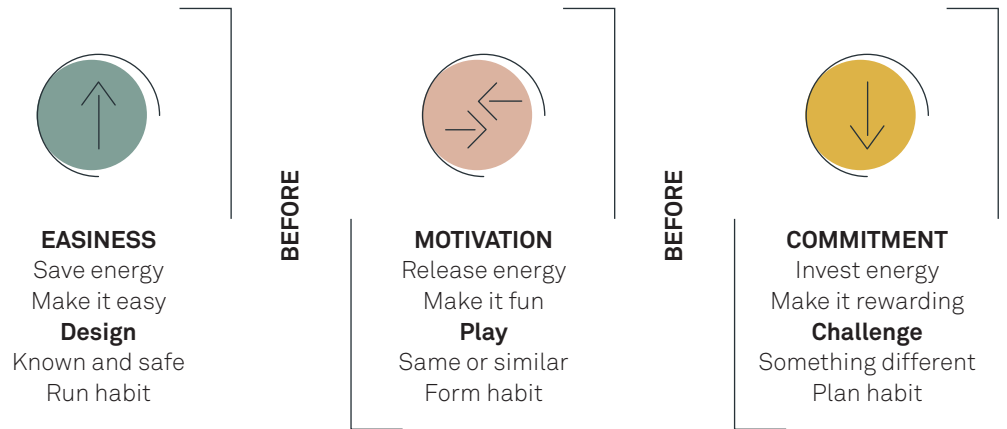 EASINESS
Save energy
Make it easy
Design
Known and safe
Run habit
BEFORE
MOTIVATION
Release energy
Make it fun
Play
Same or similar
Form habit
BEFORE
COMMITMENT
Invest energy
Make it rewarding
Challenge
Something different
Plan habit